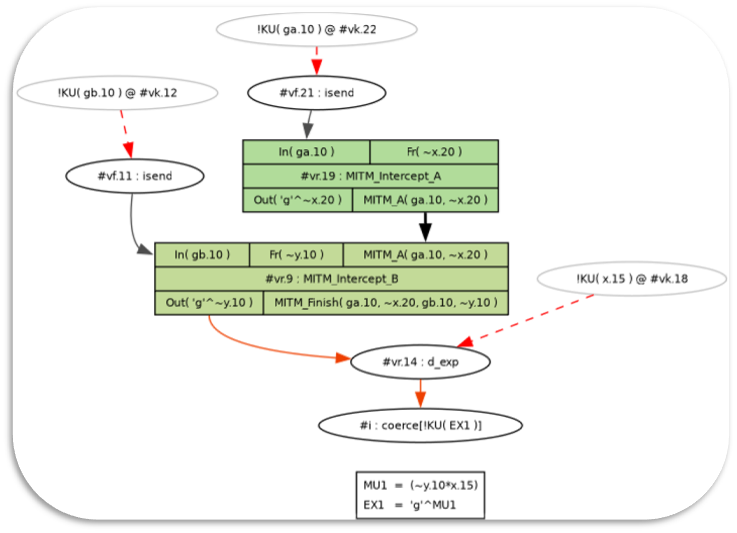 !KU( ga.10 ) @ #vk.22
!KU( gb.10 ) @ #vk.12
#vf.21 : isend
In( ga.10 ) Fr( ~x.20 )
#vf.11 : isend
#vr.19 : MITM_Intercept_A
Out( 'g'^~x.20 ) MITM_A( ga.10, ~x.20 )
In( gb.10 ) Fr( ~y.10 ) MITM_A( ga.10, ~x.20 )
#vr.9 : MITM_Intercept_B
!KU( x.15 ) @ #vk.18
Out( 'g'^~y.10 ) MITM_Finish( ga.10, ~x.20, gb.10, ~y.10 )
#vr.14 : d_exp
#i : coerce[!KU( EX1 )]
MU1 = (~y.10*x.15)
EX1 = 'g'^MU1